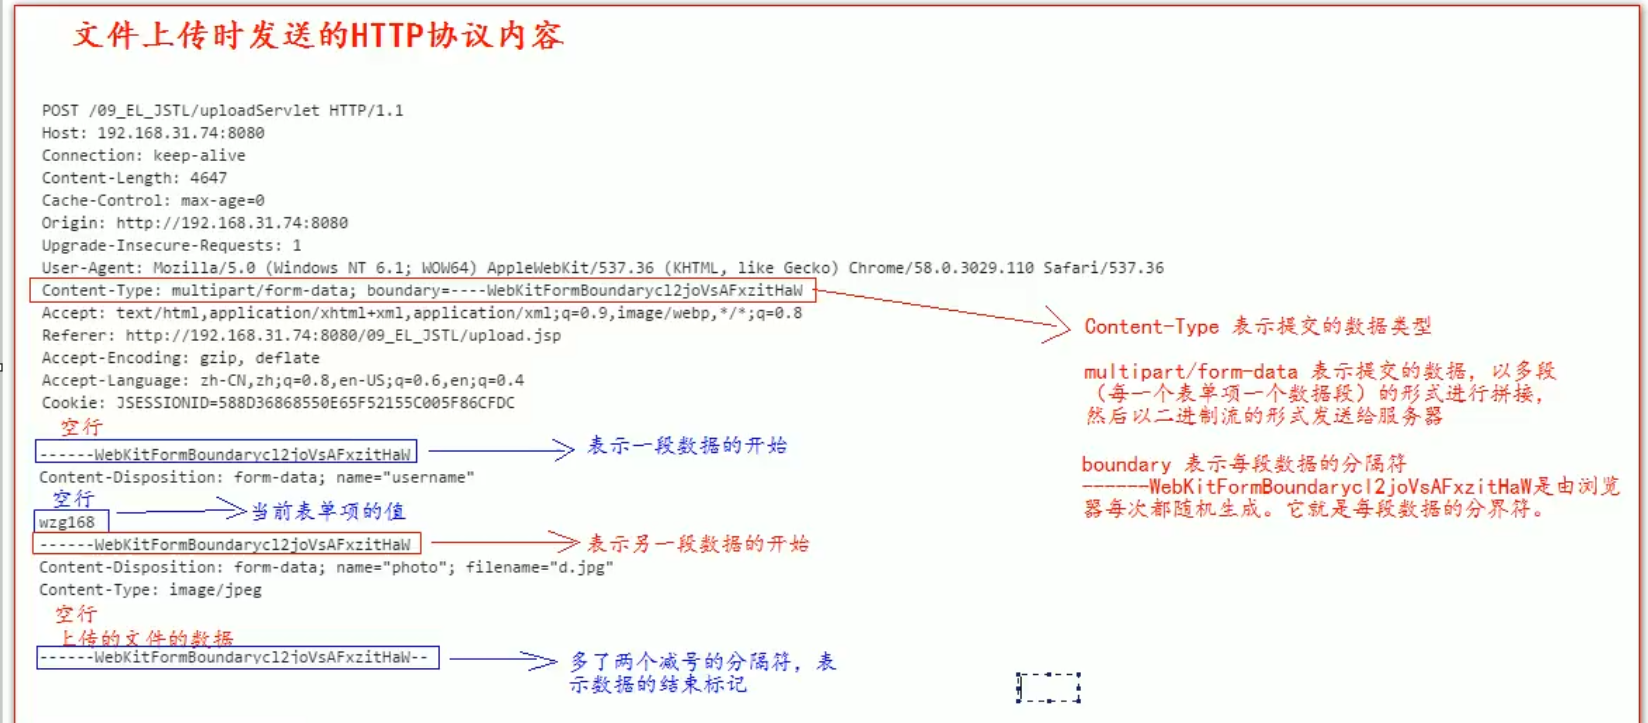 文件上传时发送的HTTP协议内容
POST /09_EL_JSTL/uploadServlet HTTP/1.1
Host: 192.168.31.74:8080
Connection: keep-alive
Content-Length: 4647
Cache-Control: max-age=0
Origin: http://192.168.31.74:8080
Upgrade-Insecure-Requests: 1
User-Agent: Mozilla/5.0 (Windows NT 6.1; WOW64) AppleWebKit/537.36 (KHTML, like Gecko) Chrome/58.0.3029.110 Safari/537.36
Content-Type: multipart/form-data; boundary=----WebKitFormBoundarycl2joVsAFxzitHaW
Accept: text/html,application/xhtml+xml,application/xml;q=0.9,image/webp,*/*;q=0.8
Referer: http://192.168.31.74:8080/09_EL_JSTL/upload.jsp
Accept-Encoding: gzip, deflate
Accept-Language: zh-CN,zh;q=0.8,en-US;q=0.6,en;q=0.4
Cookie: JSESSIONID=588D36868550E65F52155C005F86CFDC
空行
------WebKitFormBoundarycl2joVsAFxzitHaW
表示一段数据的开始
Content-Disposition: form-data; name="username"
空行
wzg168
当前表单项的值
------WebKitFormBoundarycl2joVsAFxzitHaW
表示另一段数据的开始
Content-Disposition: form-data; name="photo"; filename="d.jpg"
Content-Type: image/jpeg
空行
上传的文件的数据
------WebKitFormBoundarycl2joVsAFxzitHaW--
多了两个减号的分隔符，表
示数据的结束标记
Content-Type 表示提交的数据类型
multipart/form-data 表示提交的数据，以多段
（每一个表单项一个数据段）的形式进行拼接，
然后以二进制流的形式发送给服务器
boundary 表示每段数据的分隔符
------WebKitFormBoundarycl2joVsAFxzitHaW是由浏览
器每次都随机生成。它就是每段数据的分界符。